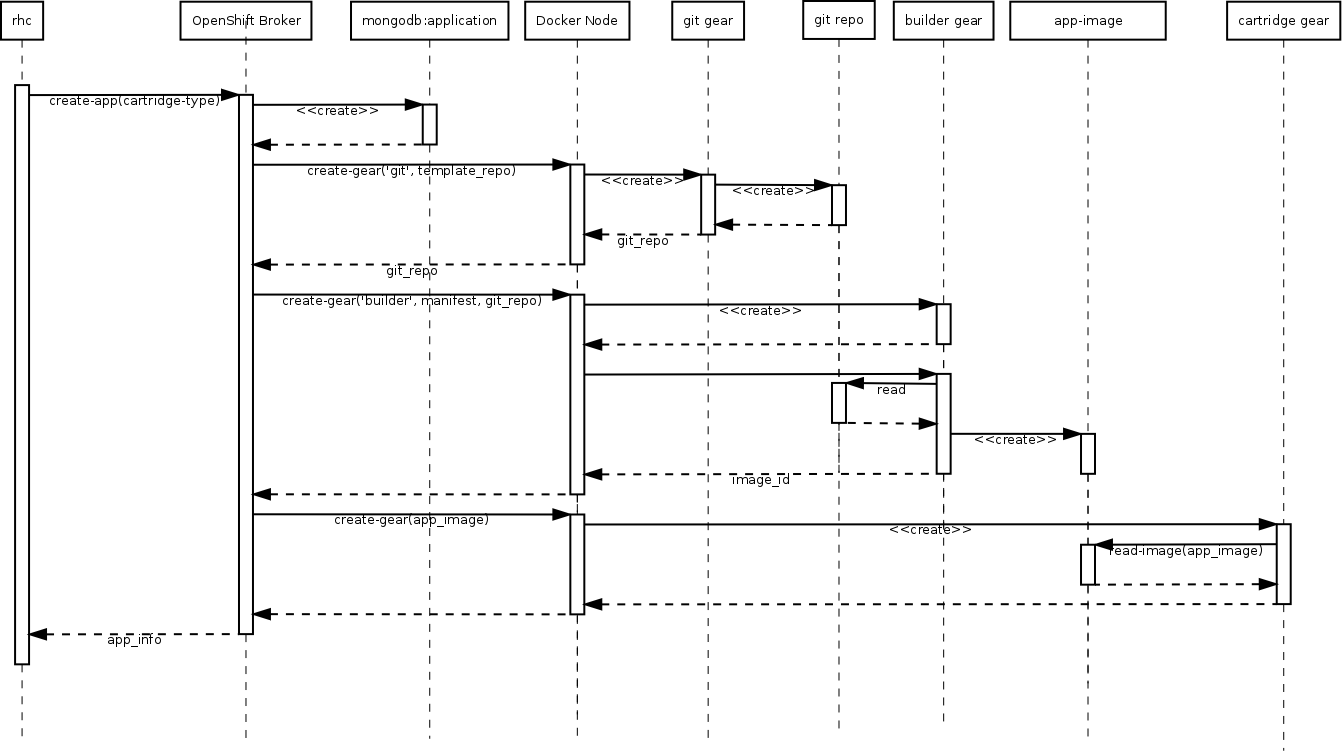 rhc
OpenShift Broker
mongodb:application
Docker Node
git gear
git repo
builder gear
app-image
cartridge gear
create-app(cartridge-type)
<<create>>
create-gear('git', template_repo)
<<create>>
<<create>>
git_repo
git_repo
create-gear('builder', manifest, git_repo)
<<create>>
read
<<create>>
image_id
create-gear(app_image)
<<create>>
read-image(app_image)
app_info